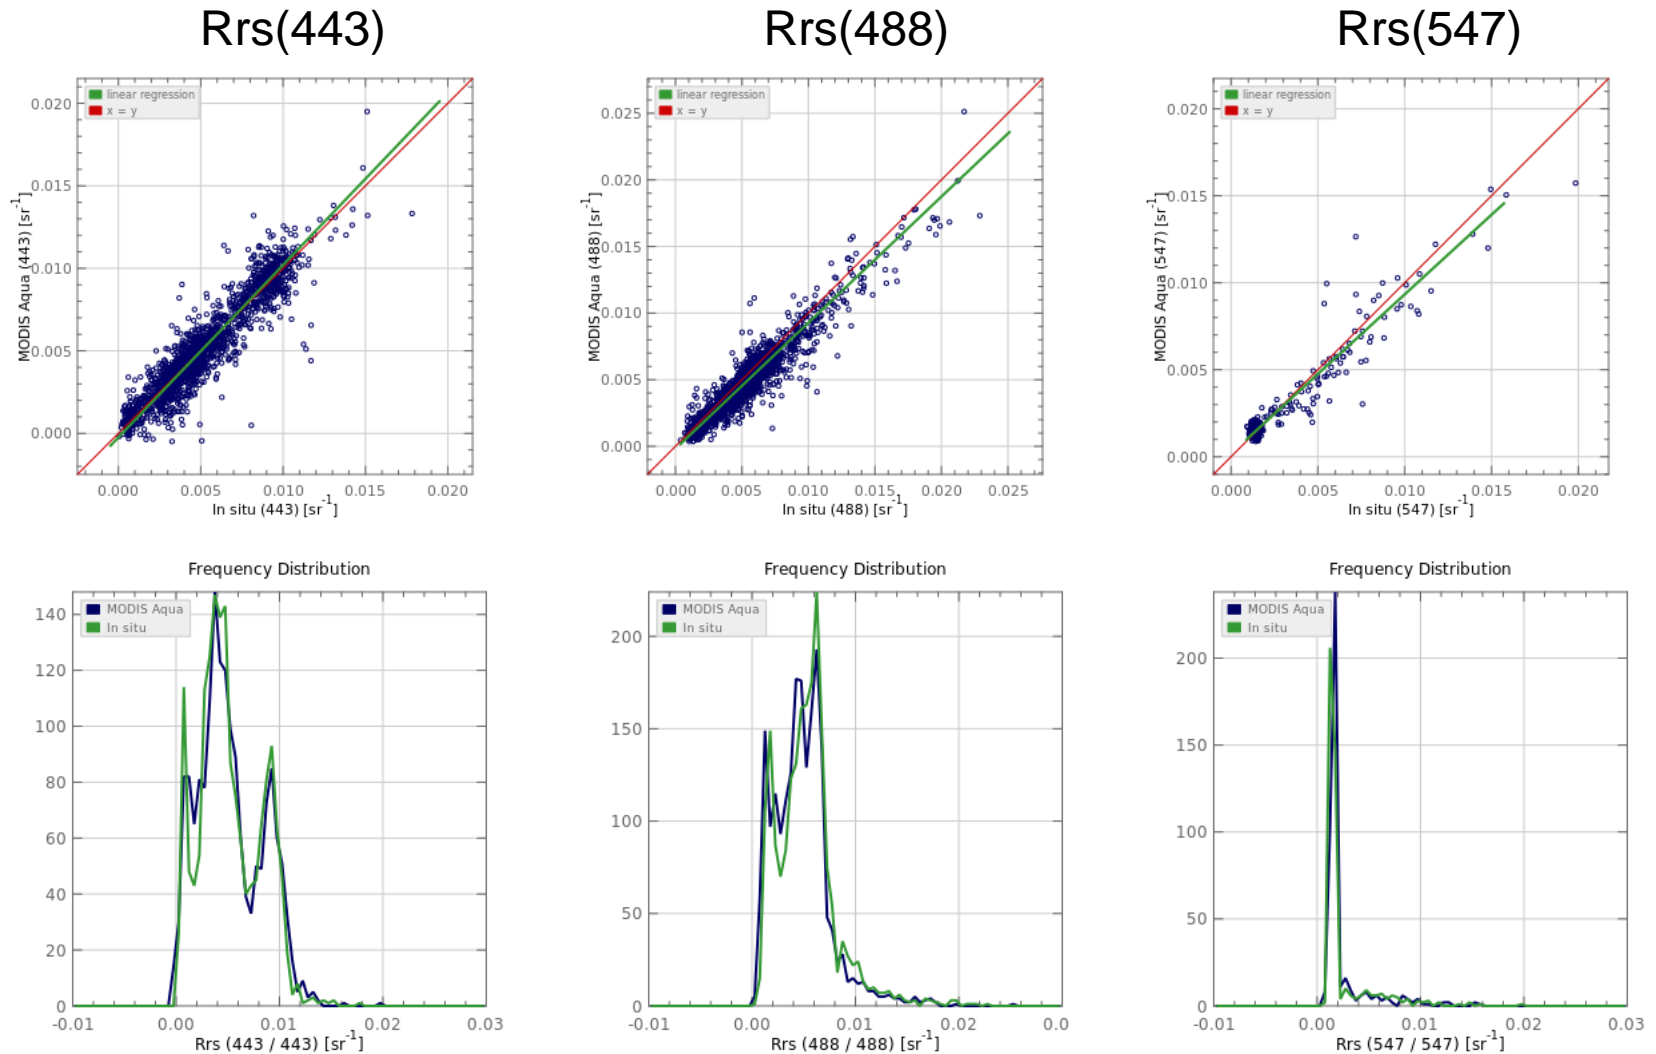 Rrs(443)
Rrs(488)
Rrs(547)
linear regression
x = y
0.020
0.015
0.010
0.005
0.000
MODIS Aqua (443) [sr-1]
0.000 0.005 0.010 0.015 0.020
In situ (443) [sr-1]
linear regression
x = y
0.025
0.020
0.015
0.010
0.005
0.000
MODIS Aqua (488) [sr-1]
0.000 0.005 0.010 0.015 0.020 0.025
In situ (488) [sr-1]
linear regression
x = y
0.020
0.015
0.010
0.005
0.000
MODIS Aqua (547) [sr-1]
0.000 0.005 0.010 0.015 0.020
In situ (547) [sr-1]
Frequency Distribution
MODIS Aqua
In situ
140
120
100
80
60
40
20
0
-0.01 0.00 0.01 0.02 0.03
Rrs (443 / 443) [sr-1]
Frequency Distribution
MODIS Aqua
In situ
200
150
100
50
0
-0.01 0.00 0.01 0.02 0.0
Rrs (488 / 488) [sr-1]
Frequency Distribution
MODIS Aqua
In situ
200
150
100
50
0
-0.01 0.00 0.01 0.02 0.03
Rrs (547 / 547) [sr-1]